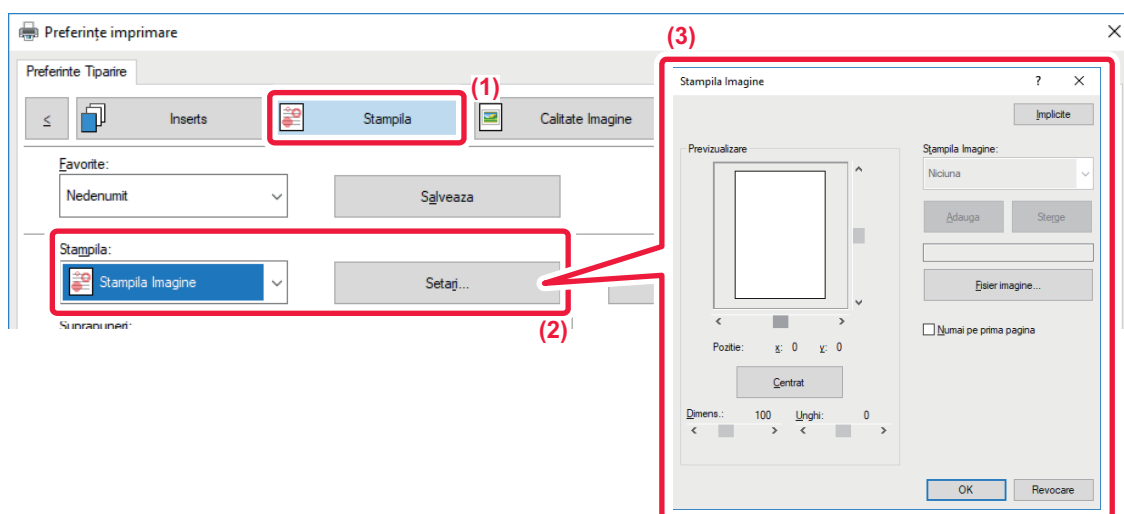 Preferințe imprimare
Preferinte Tiparire
(1)
<
Inserts
Stampila
Calitate Imagine
Favorite:
Nedenumit
Salveaza
Stampila:
Stampila Imagine
Setari...
(2)
Suprapuneri:
(3)
Stampila Imagine
?
Implicite
Previzualizare
Stampila Imagine:
Niciuna
Adauga
Sterge
Fisier imagine...
Numai pe prima pagina
Pozitie: x: 0 y: 0
Centrat
Dimens.: 100 Unghi: 0
OK
Revocare